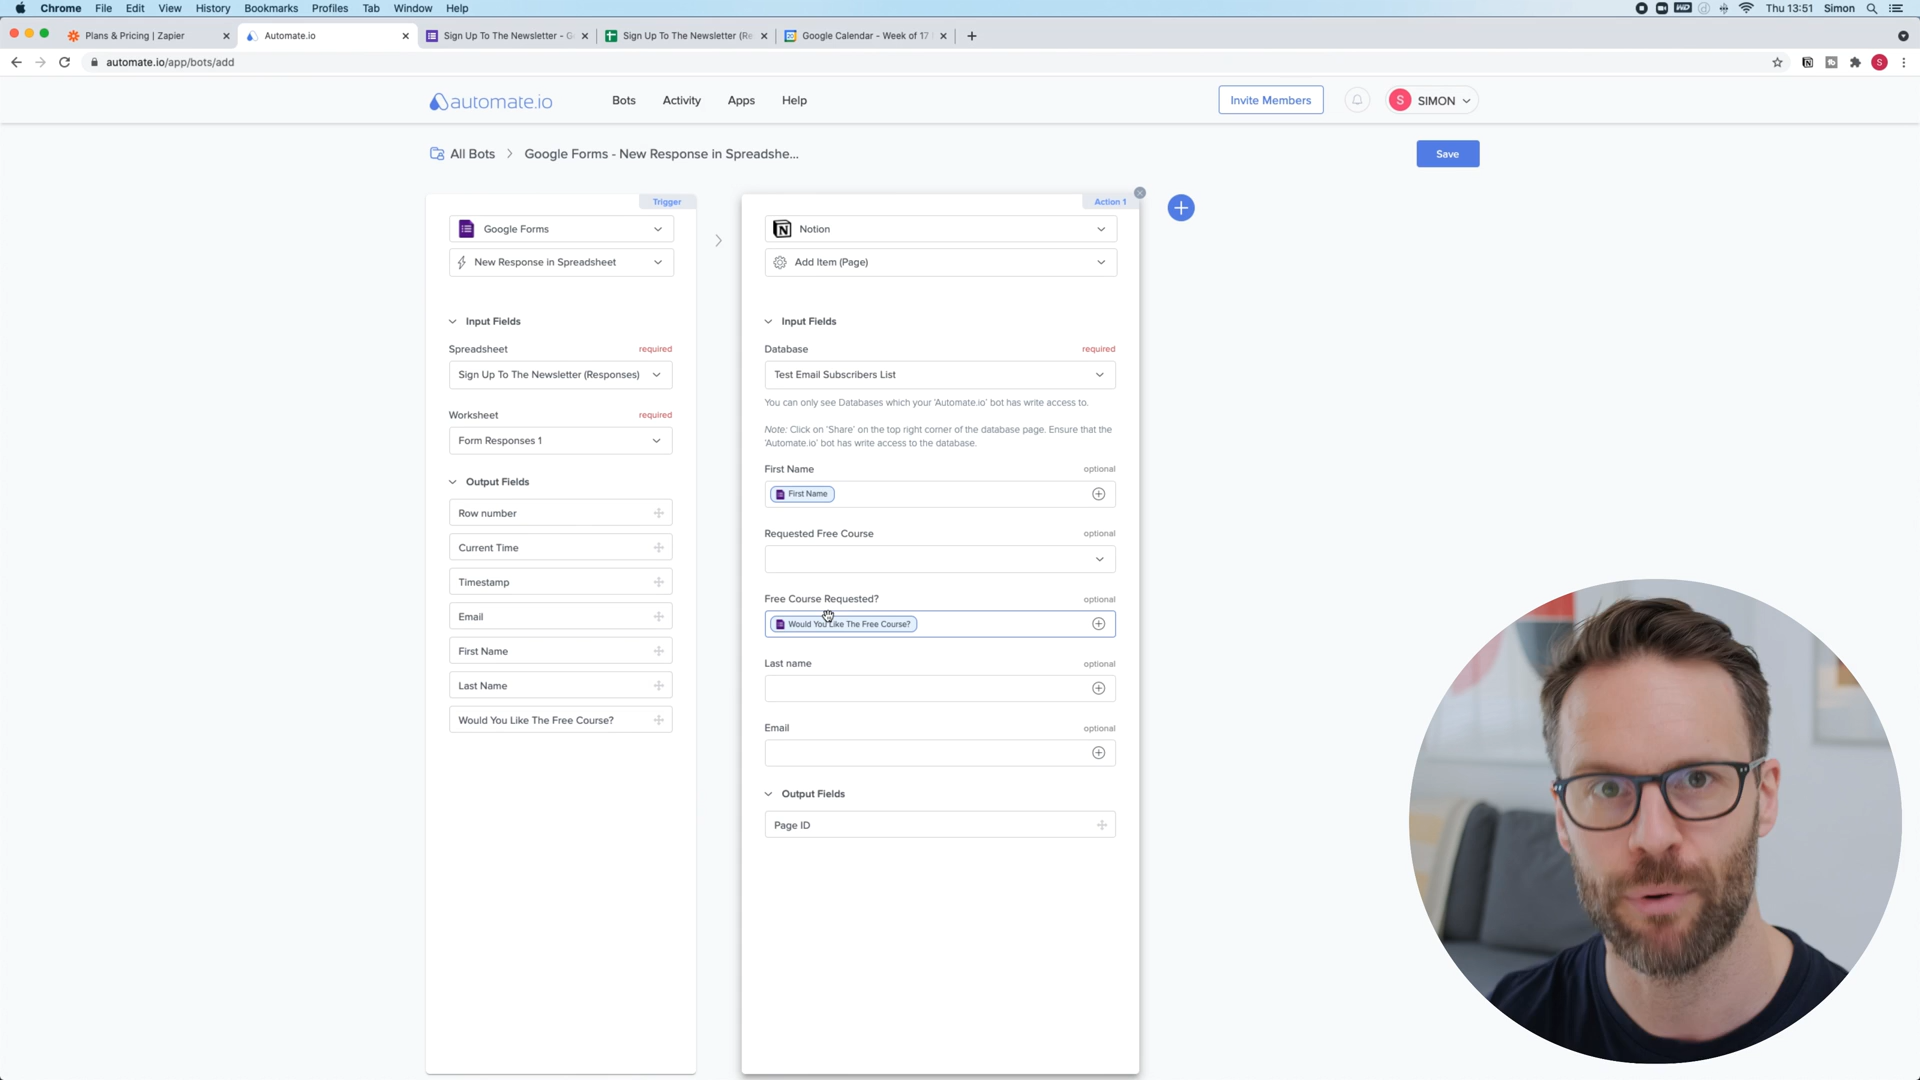 Chrome File Edit View History Bookmarks Profiles Tab Window Help
Thu 13:51 Simon
Plans & Pricing | Zapier
Automate.io
Sign Up To The Newsletter - G
Sign Up To The Newsletter (Re
Google Calendar - Week of 17
automate.io/app/bots/add
S
automate.io
Bots
Activity
Apps
Help
Invite Members
S SIMON
All Bots > Google Forms - New Response in Spreadshe...
Save
Trigger
Google Forms
New Response in Spreadsheet
Input Fields
Spreadsheet required
Sign Up To The Newsletter (Responses)
Worksheet required
Form Responses 1
Output Fields
Row number
Current Time
Timestamp
Email
First Name
Last Name
Would You Like The Free Course?
Action 1
Notion
Add Item (Page)
Input Fields
Database required
Test Email Subscribers List
You can only see Databases which your 'Automate.io' bot has write access to.
Note: Click on 'Share' on the top right corner of the database page. Ensure that the
'Automate.io' bot has write access to the database.
First Name optional
First Name
Requested Free Course optional
Free Course Requested? optional
Would You Like The Free Course?
Last name optional
Email optional
Output Fields
Page ID